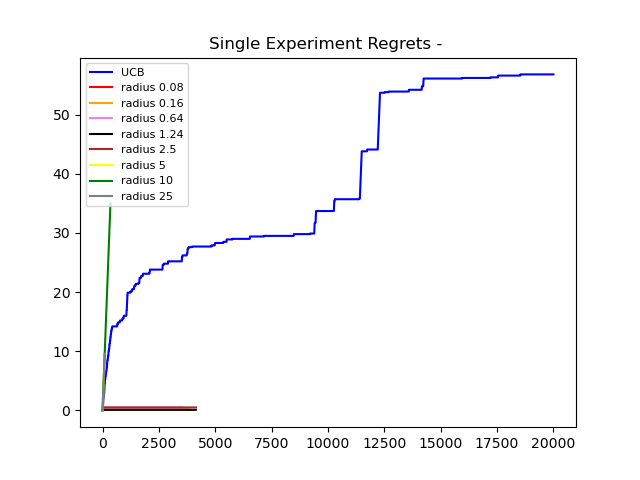 Single Experiment Regrets -
UCB
radius 0.08
radius 0.16
radius 0.64
radius 1.24
radius 2.5
radius 5
radius 10
radius 25
50
40
30
20
10
0
0 2500 5000 7500 10000 12500 15000 17500 20000